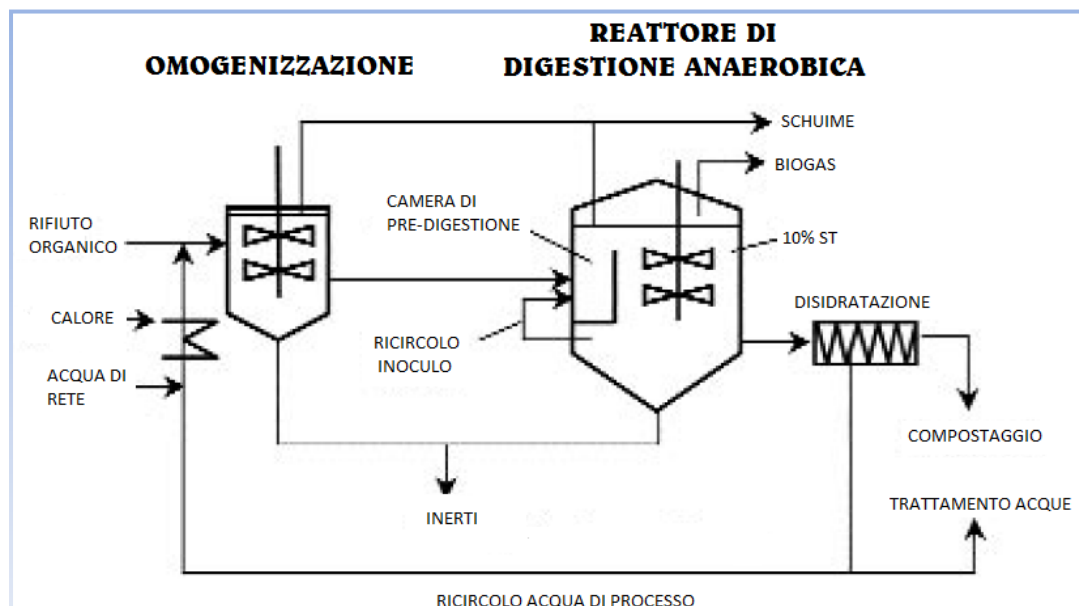 OMOGENIZZAZIONE
REATTORE DI
DIGESTIONE ANAEROBICA
SCHUIME
BIOGAS
CAMERA DI
PRE-DIGESTIONE
RIFIUTO
ORGANICO
10% ST
DISIDRATAZIONE
CALORE
RICIRCOLO
INOCULO
ACQUA DI
RETE
COMPOSTAGGIO
TRATTAMENTO ACQUE
INERTI
RICIRCOLO ACQUA DI PROCESSO